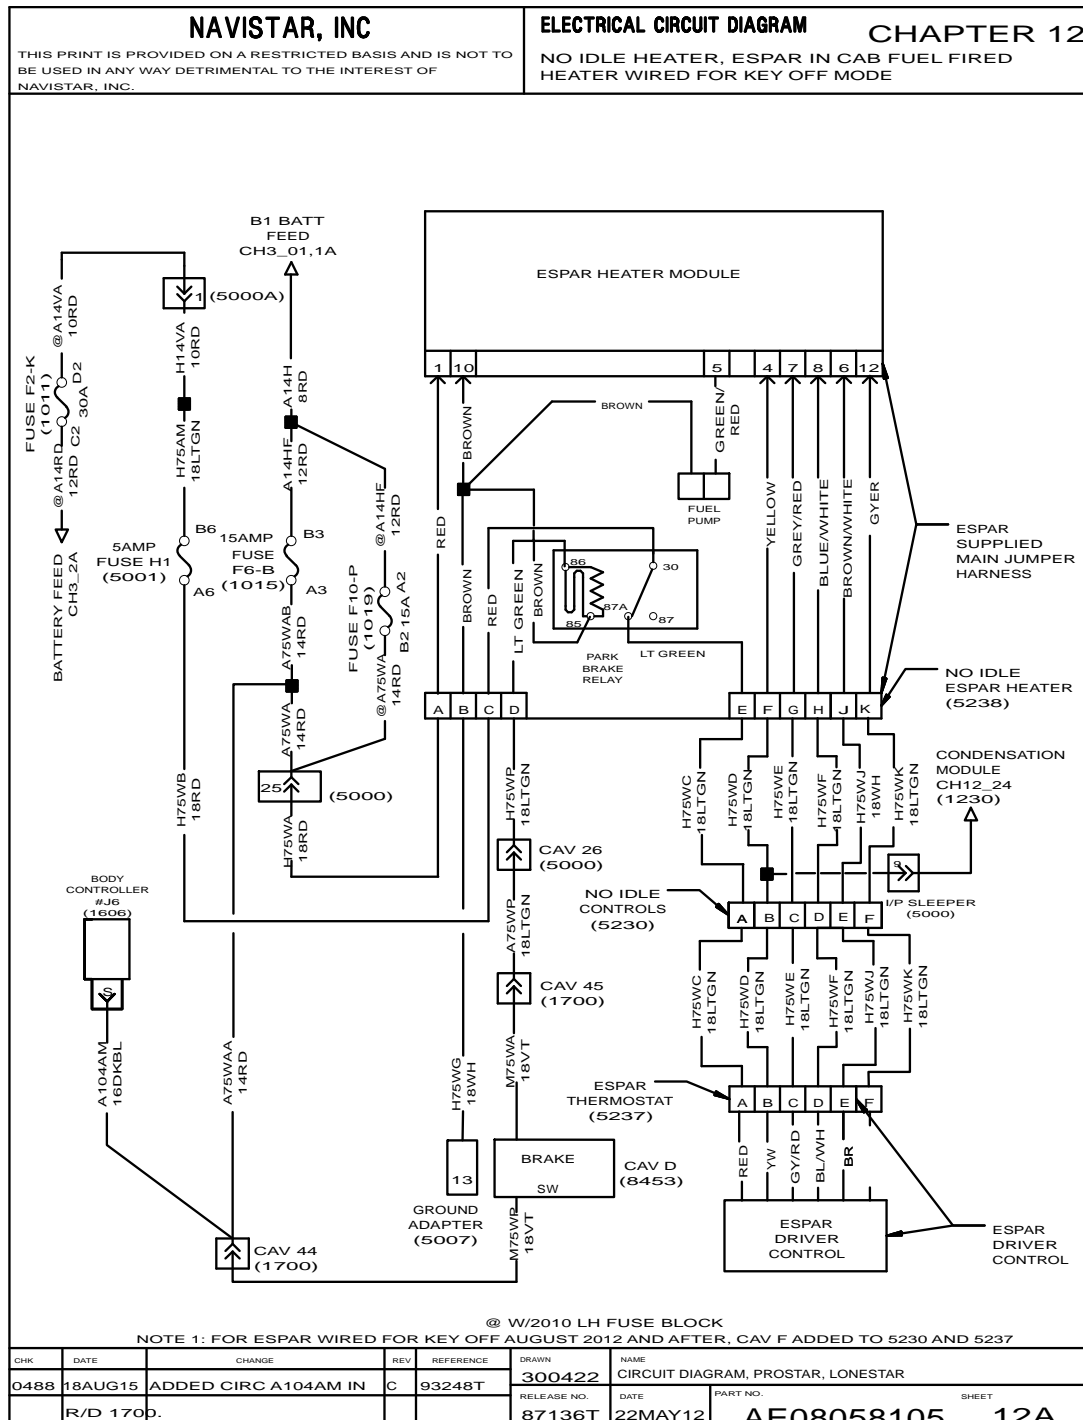 NAVISTAR, INC
THIS PRINT IS PROVIDED ON A RESTRICTED BASIS AND IS NOT TO
BE USED IN ANY WAY DETRIMENTAL TO THE INTEREST OF
NAVISTAR, INC.
ELECTRICAL CIRCUIT DIAGRAM
CHAPTER 12
NO IDLE HEATER, ESPAR IN CAB FUEL FIRED
HEATER WIRED FOR KEY OFF MODE
B1 BATT
FEED
CH3_01,1A
1 (5000A)
@A14VA
10RD
H14VA
10RD
FUSE F2-K
(1011)
30A D2
C2
@A14RD
12RD
BATTERY FEED
CH3_2A
H75AM
18LTGN
A14H
8RD
A14HF
12RD
@A14HF
12RD
5AMP
FUSE H1
(5001)
B6
A6
15AMP
FUSE
F6-B
(1015)
B3
A3
FUSE F10-P
(1019)
15A A2
B2
@A75WA
14RD
A75WAB
14RD
A75WA
14RD
25
(5000)
H75WB
18RD
H75WA
18RD
ESPAR HEATER MODULE
1
10
5
4
7
8
6
12
BROWN
BROWN
GREEN/
RED
FUEL
PUMP
RED
BROWN
RED
LT GREEN
BROWN
86
30
87A
85
87
PARK
BRAKE
RELAY
LT GREEN
YELLOW
GREY/RED
BLUE/WHITE
BROWN/WHITE
GYER
ESPAR
SUPPLIED
MAIN JUMPER
HARNESS
NO IDLE
ESPAR HEATER
(5238)
A
B
C
D
E
F
G
H
J
K
H75WC
18LTGN
H75WD
18LTGN
H75WE
18LTGN
H75WF
18LTGN
H75WJ
18WH
H75WK
18LTGN
CONDENSATION
MODULE
CH12_24
(1230)
9
I/P SLEEPER
(5000)
H75WP
18LTGN
CAV 26
(5000)
A75WP
18LTGN
CAV 45
(1700)
M75WA
18VT
NO IDLE
CONTROLS
(5230)
A
B
C
D
E
F
H75WC
18LTGN
H75WD
18LTGN
H75WE
18LTGN
H75WF
18LTGN
H75WJ
18LTGN
H75WK
18LTGN
BODY
CONTROLLER
#J6
(1606)
S
A104AM
16DKBL
A75WAA
14RD
H75WG
18WH
13
GROUND
ADAPTER
(5007)
BRAKE
SW
CAV D
(8453)
M75WP
18VT
CAV 44
(1700)
ESPAR
THERMOSTAT
(5237)
A
B
C
D
E
F
RED
YW
GY/RD
BL/WH
BR
ESPAR
DRIVER
CONTROL
ESPAR
DRIVER
CONTROL
@ W/2010 LH FUSE BLOCK
NOTE 1: FOR ESPAR WIRED FOR KEY OFF AUGUST 2012 AND AFTER, CAV F ADDED TO 5230 AND 5237
CHK DATE CHANGE REV REFERENCE
0488 18AUG15 ADDED CIRC A104AM IN C 93248T
R/D 1700.
DRAWN
300422
NAME
CIRCUIT DIAGRAM, PROSTAR, LONESTAR
RELEASE NO.
87136T
DATE
22MAY12
PART NO.
AE08058105
SHEET
12A